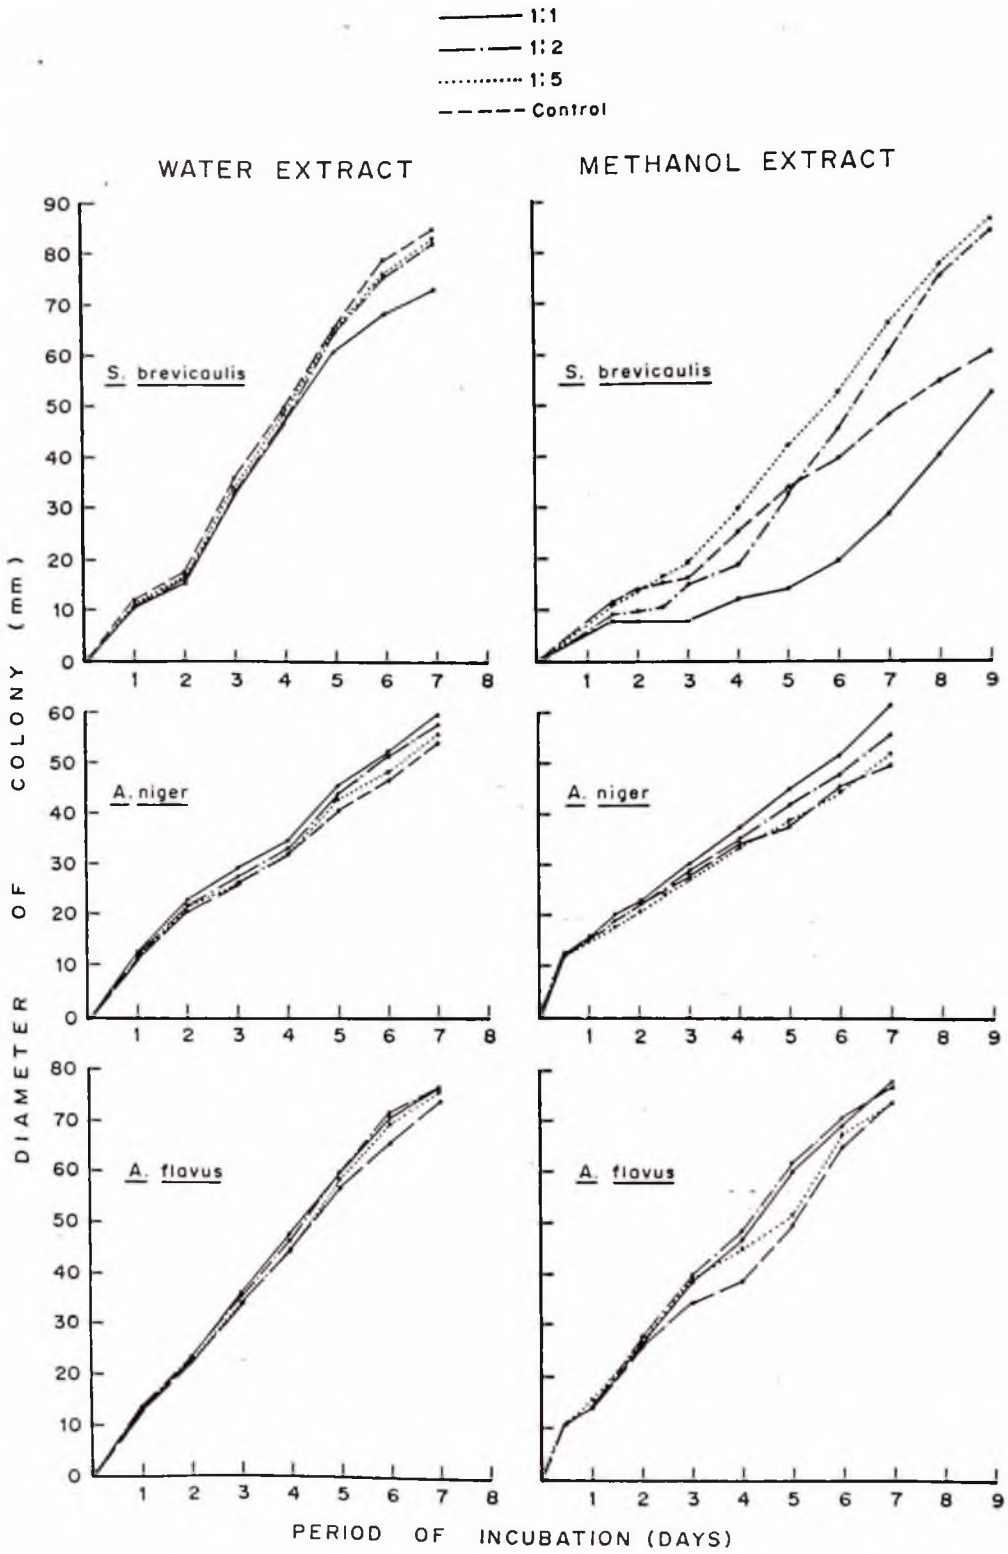 1:1
1:2
1:5
Control
WATER EXTRACT
METHANOL EXTRACT
90
80
70
60
50
40
30
20
10
0
S. brevicaulis
S. brevicaulis
1 2 3 4 5 6 7 8
1 2 3 4 5 6 7 8 9
60
50
40
30
20
10
0
A. niger
A. niger
1 2 3 4 5 6 7 8
1 2 3 4 5 6 7 8 9
80
70
60
50
40
30
20
10
0
A. flavus
A. flavus
1 2 3 4 5 6 7 8
1 2 3 4 5 6 7 8 9
DIAMETER OF COLONY (mm)
PERIOD OF INCUBATION (DAYS)